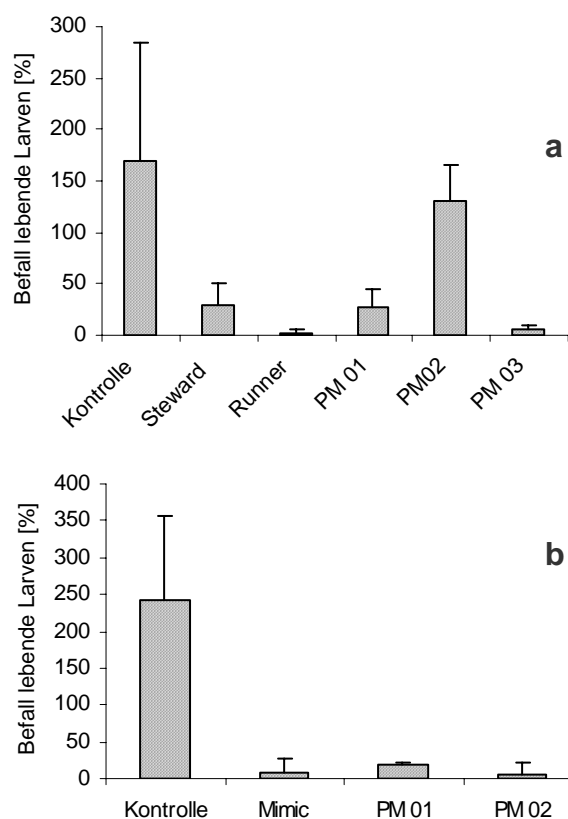 Befall lebende Larven [%]
300
250
200
150
100
50
0
a
Kontrolle
Steward
Runner
PM 01
PM02
PM 03
Befall lebende Larven [%]
400
350
300
250
200
150
100
50
0
b
Kontrolle
Mimic
PM 01
PM 02